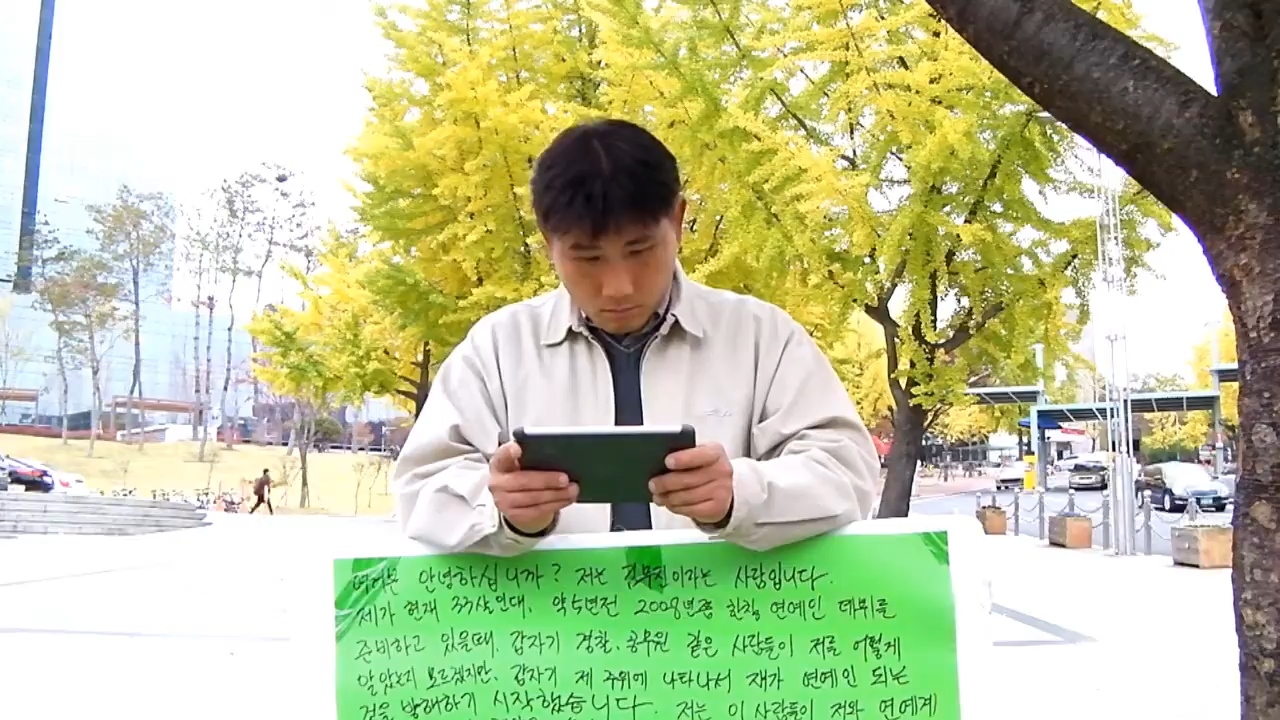 여러분 안녕하십니까? 저는 김무진이라는 사람입니다.
제가 현재 33살인데, 약 5년전 2008년쯤 한창 연예인 데뷔를
준비하고 있을때, 갑자기 경찰, 공무원 같은 사람들이 저를 어떻게
알았는지 모르겠지만, 갑자기 제 주위에 나타나서 재가 연예인 되는
것을 방해하기 시작했습니다. 저는 이 사람들이 저와 연예계